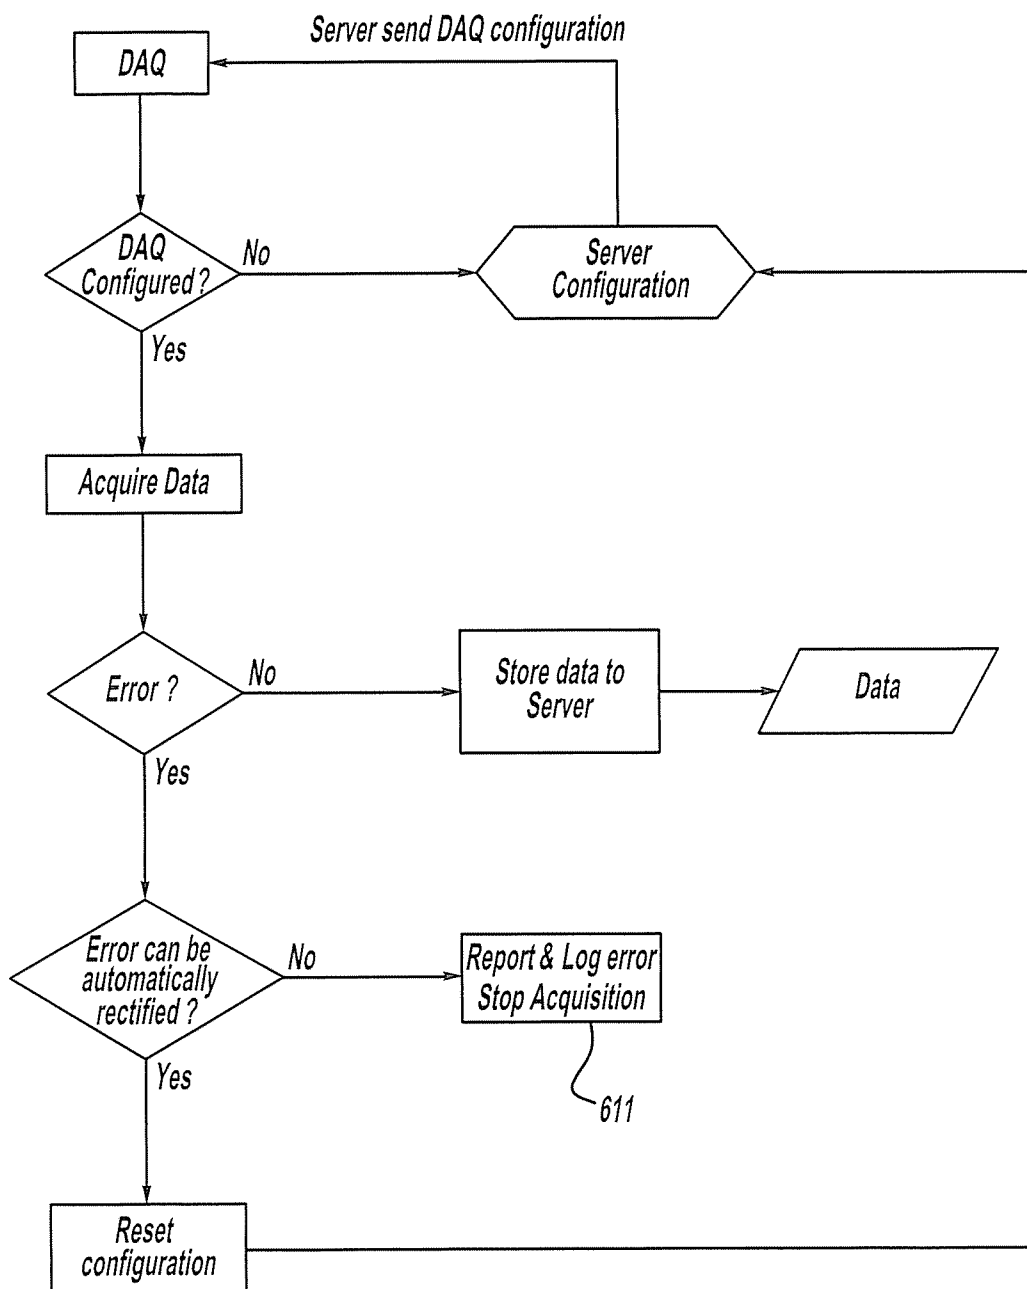 Server send DAQ configuration
DAQ
DAQ
Configured ?
No
Server
Configuration
Yes
Acquire Data
Error ?
No
Store data to
Server
Data
Yes
Error can be
automatically
rectified ?
No
Report & Log error
Stop Acquisition
611
Yes
Reset
configuration